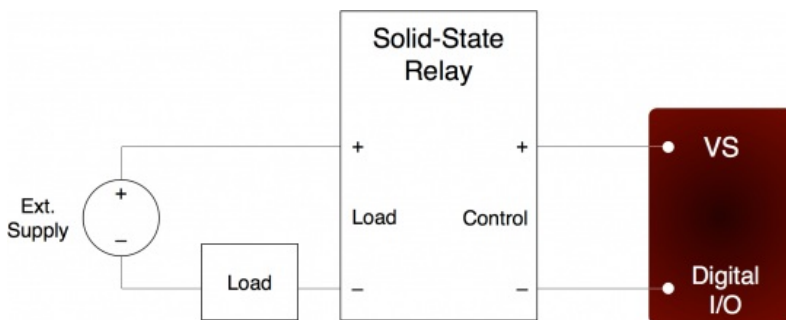 Solid-State
Relay
+
+
VS
+
Ext.
Supply
Load
Control
−
Load
−
−
Digital
I/O